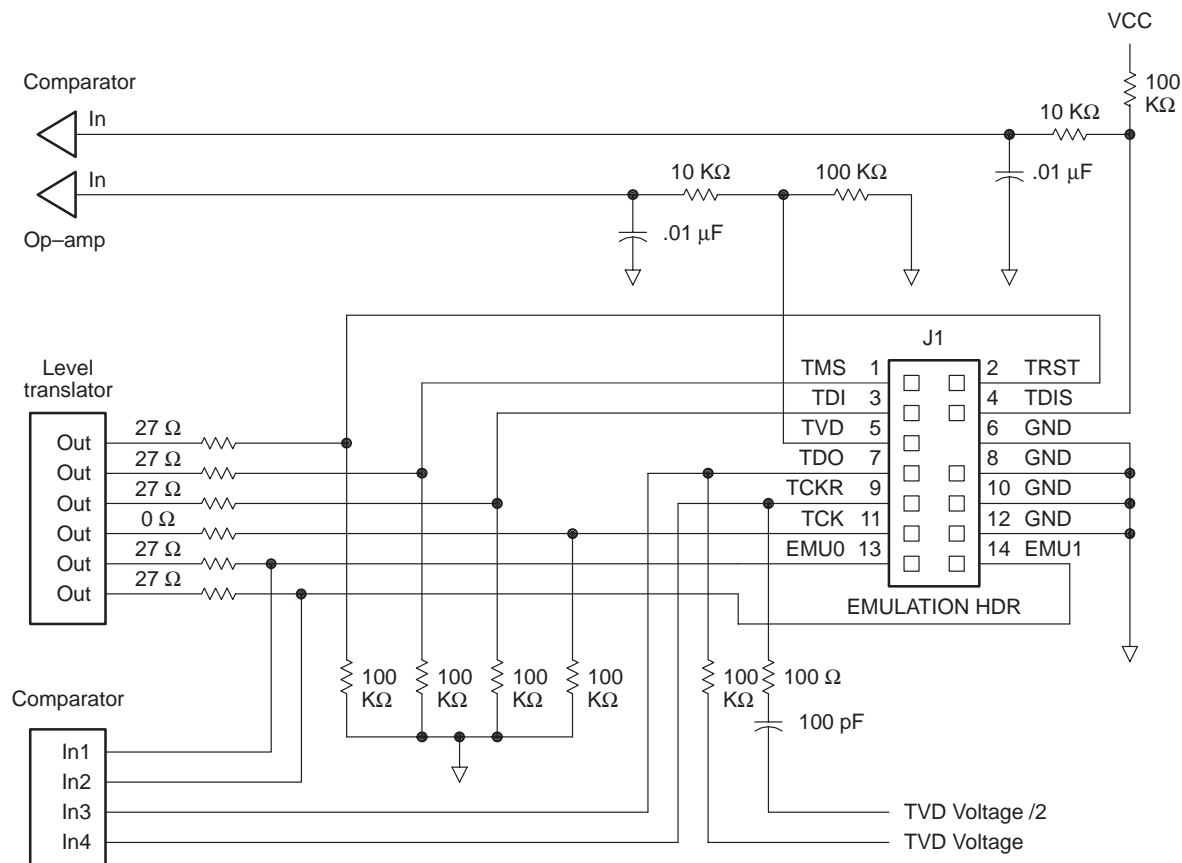 VCC
100
KΩ
Comparator
In
10 KΩ
.01 μF
In
Op–amp
10 KΩ
100 KΩ
.01 μF
J1
Level
translator
TMS 1
2 TRST
TDI 3
4 TDIS
TVD 5
6 GND
TDO 7
8 GND
TCKR 9
10 GND
TCK 11
12 GND
EMU0 13
14 EMU1
EMULATION HDR
Out 27 Ω
Out 27 Ω
Out 27 Ω
Out 0 Ω
Out 27 Ω
Out 27 Ω
100
KΩ
100
KΩ
100
KΩ
100
KΩ
100
KΩ
100 Ω
100 pF
Comparator
In1
In2
In3
In4
TVD Voltage /2
TVD Voltage